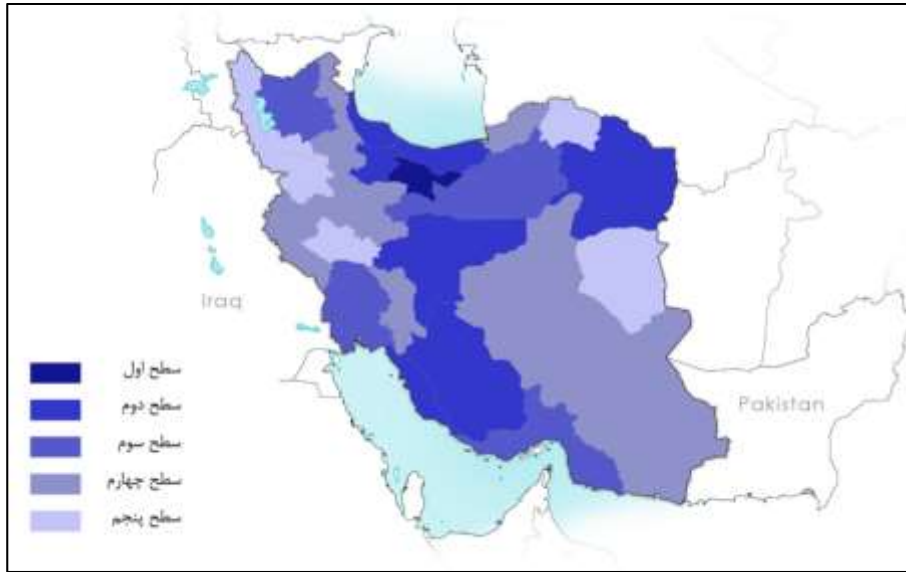 Iraq
Pakistan
سطح اول
سطح دوم
سطح سوم
سطح چهارم
سطح پنجم